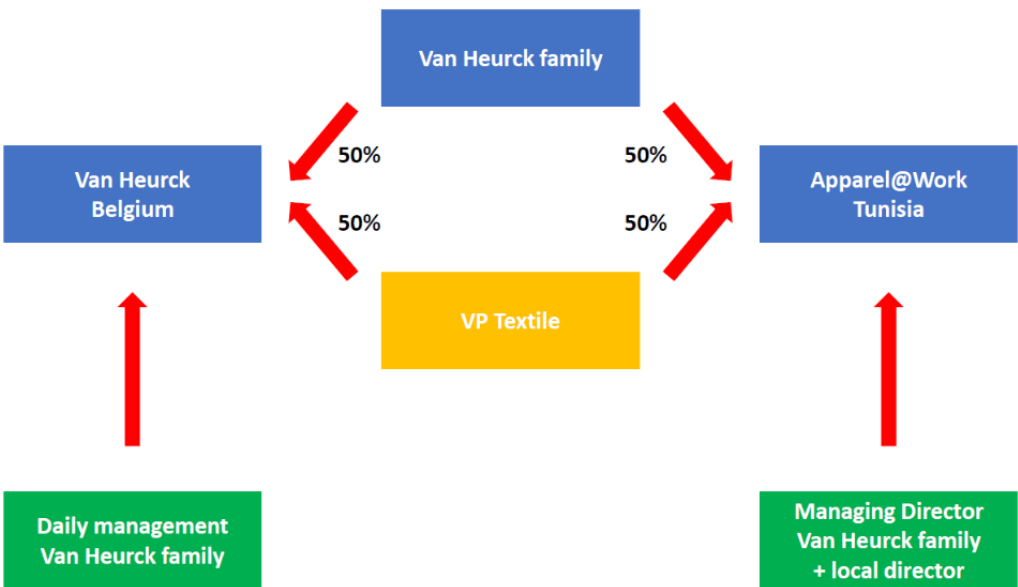 Van Heurck family
50%
50%
Van Heurck
Belgium
Apparel@Work
Tunisia
50%
50%
VP Textile
Daily management
Van Heurck family
Managing Director
Van Heurck family
+ local director